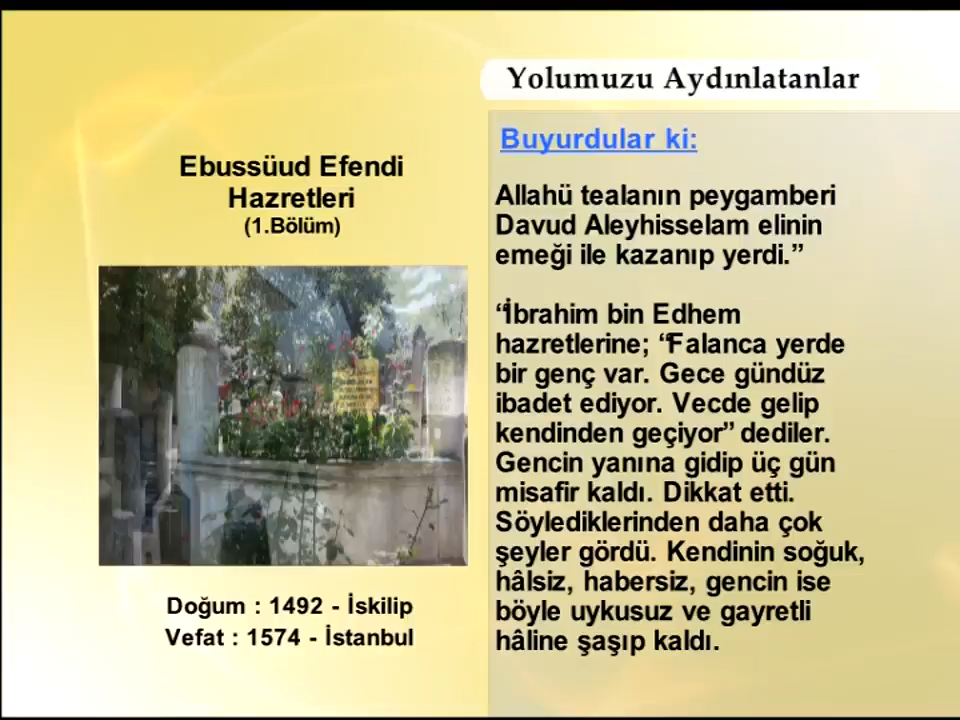 Yolumuzu Aydınlatanlar
Ebussüud Efendi
Hazretleri
(1.Bölüm)
Doğum : 1492 - İskilip
Vefat : 1574 - İstanbul
Buyurdular ki:
Allahü tealanın peygamberi
Davud Aleyhisselam elinin
emeği ile kazanıp yerdi.”
“İbrahim bin Edhem
hazretlerine; “Falanca yerde
bir genç var. Gece gündüz
ibadet ediyor. Vecde gelip
kendinden geçiyor” dediler.
Gencin yanına gidip üç gün
misafir kaldı. Dikkat etti.
Söylediklerinden daha çok
şeyler gördü. Kendinin soğuk,
hâlsiz, habersiz, gencin ise
böyle uykusuz ve gayretli
hâline şaşıp kaldı.